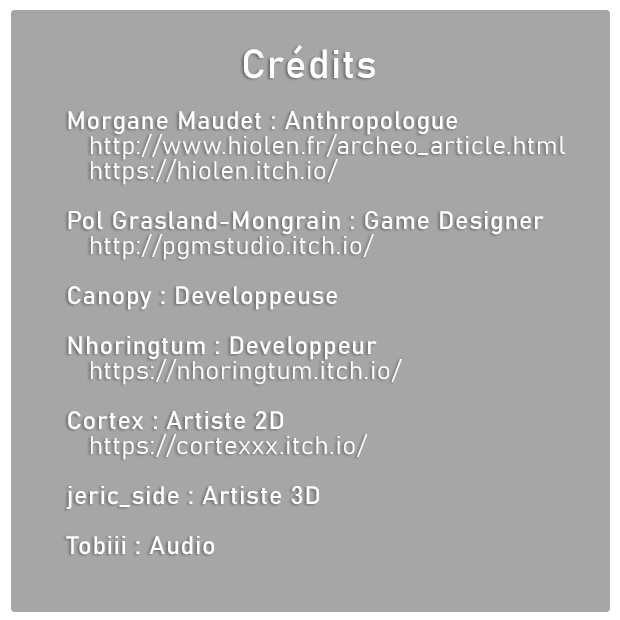 Crédits
Morgane Maudet : Anthropologue
http://www.hiolen.fr/archeo_article.html
https://hiolen.itch.io/
Pol Grasland-Mongrain : Game Designer
http://pgmstudio.itch.io/
Canopy : Developpeuse
Nhoringtum : Developpeur
https://nhoringtum.itch.io/
Cortex : Artiste 2D
https://cortexxx.itch.io/
jeric_side : Artiste 3D
Tobiii : Audio